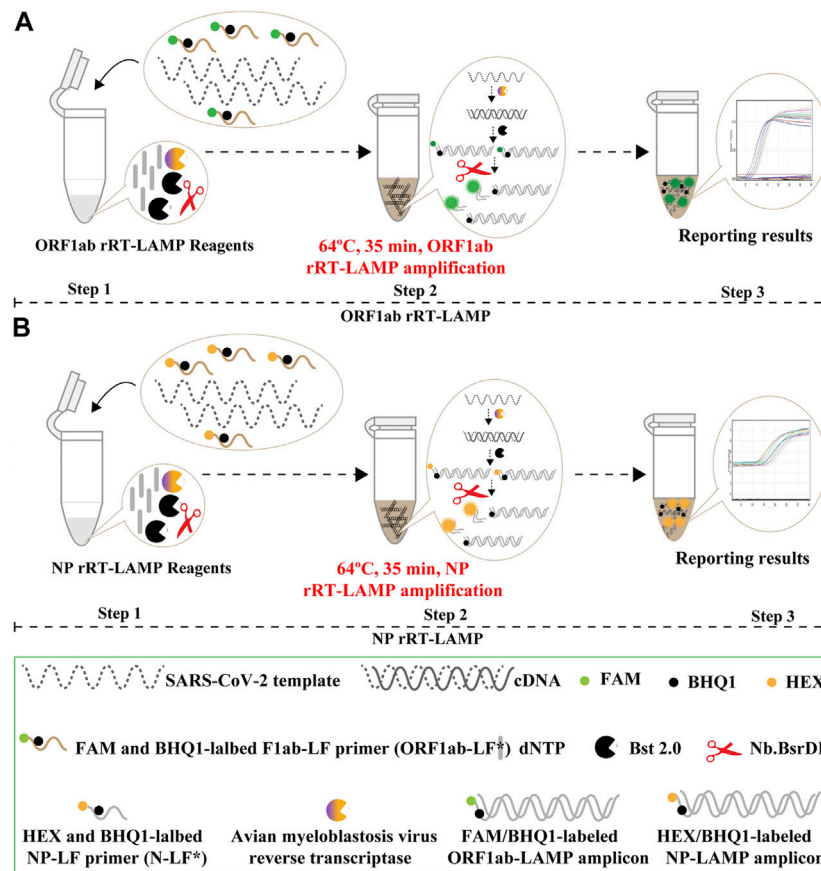 A
ORF1ab rRT-LAMP Reagents
64ºC, 35 min, ORF1ab
rRT-LAMP amplification
Reporting results
Step 1
Step 2
Step 3
ORF1ab rRT-LAMP
B
NP rRT-LAMP Reagents
64ºC, 35 min, NP
rRT-LAMP amplification
Reporting results
Step 1
Step 2
Step 3
NP rRT-LAMP
SARS-CoV-2 template
cDNA
FAM
BHQ1
HEX
FAM and BHQ1-lalbed F1ab-LF primer (ORF1ab-LF*)
dNTP
Bst 2.0
Nb.BsrDI
HEX and BHQ1-lalbed
NP-LF primer (N-LF*)
Avian myeloblastosis virus
reverse transcriptase
FAM/BHQ1-labeled
ORF1ab-LAMP amplicon
HEX/BHQ1-labeled
NP-LAMP amplicon